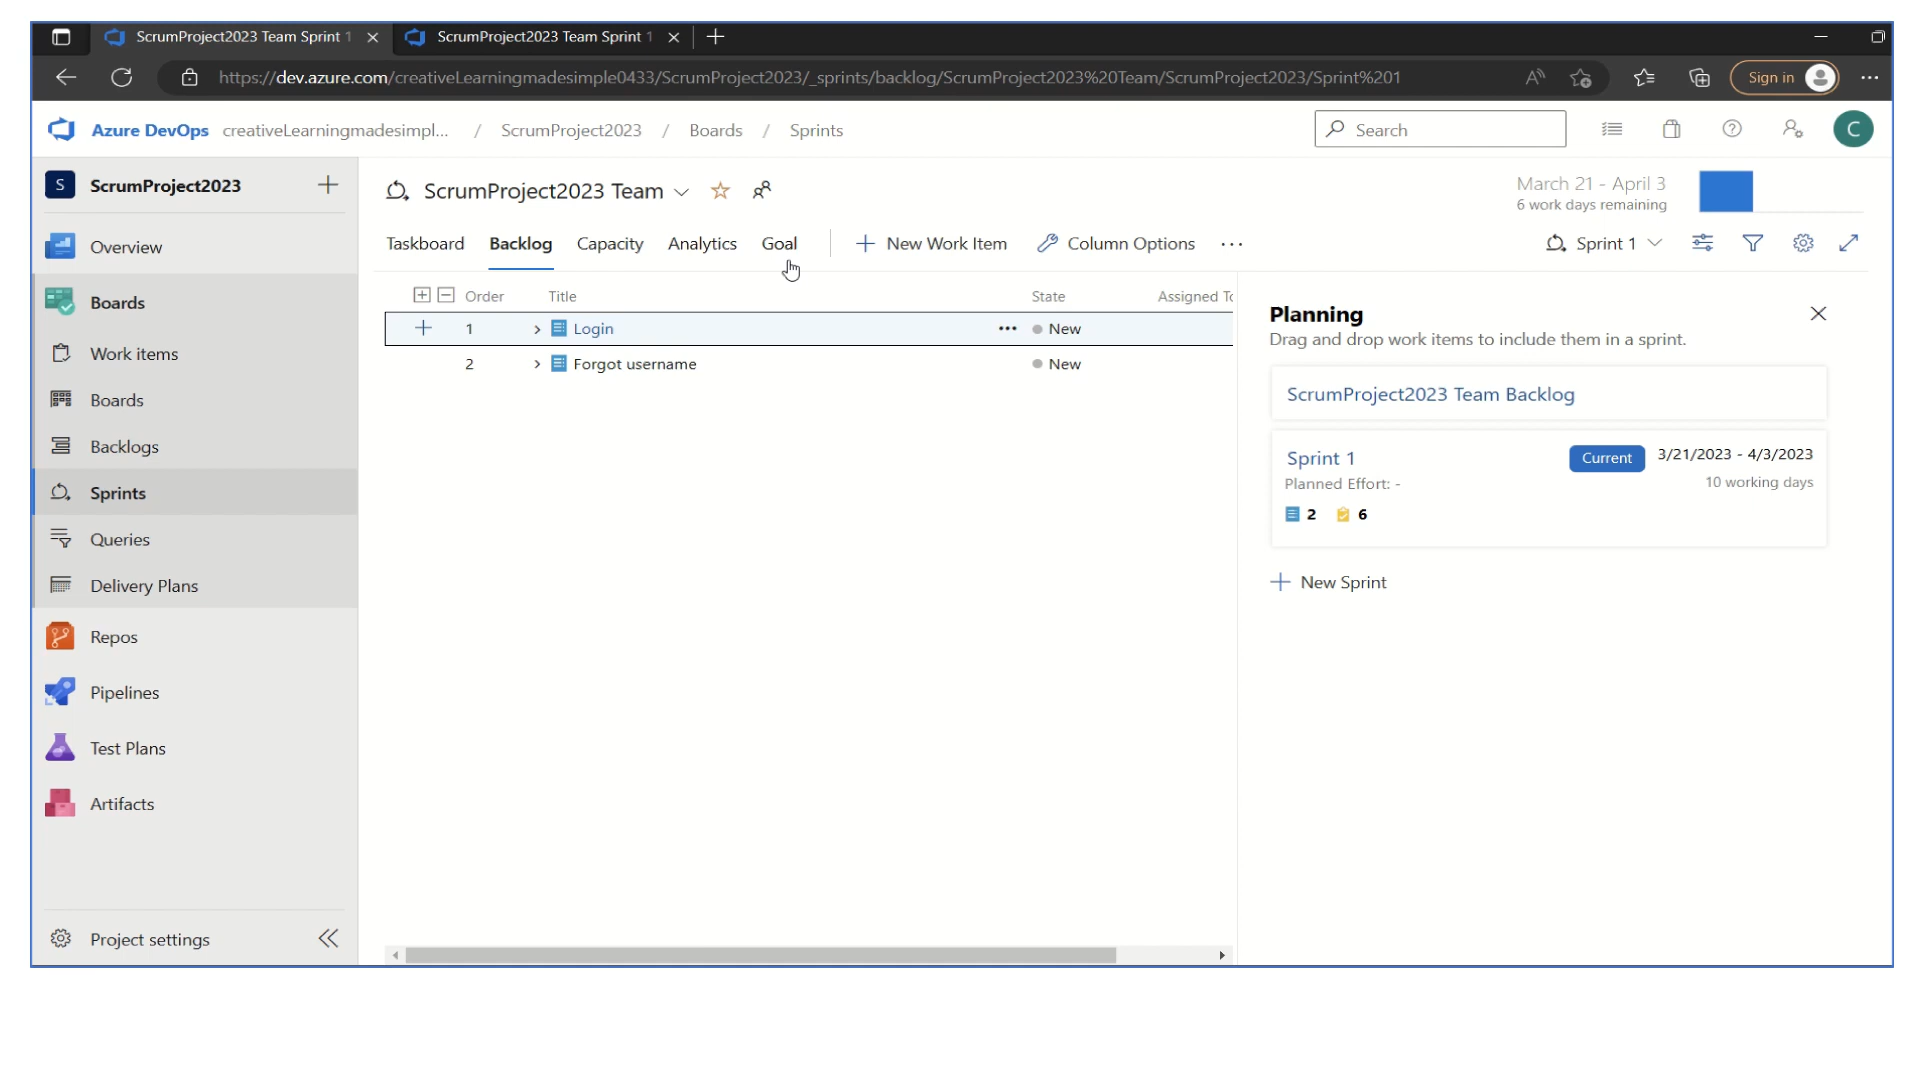 ScrumProject2023 Team Sprint 1
ScrumProject2023 Team Sprint 1
https://dev.azure.com/creativeLearningmadesimple0433/ScrumProject2023/_sprints/backlog/ScrumProject2023%20Team/ScrumProject2023/Sprint%201
Sign in
Azure DevOps creativeLearningmadesimpl... / ScrumProject2023 / Boards / Sprints
Search
C
S ScrumProject2023
Overview
Boards
Work items
Boards
Backlogs
Sprints
Queries
Delivery Plans
Repos
Pipelines
Test Plans
Artifacts
Project settings
ScrumProject2023 Team
March 21 - April 3
6 work days remaining
Taskboard Backlog Capacity Analytics Goal New Work Item Column Options
Sprint 1
Order Title State Assigned To
1 Login New
2 Forgot username New
Planning
Drag and drop work items to include them in a sprint.
ScrumProject2023 Team Backlog
Sprint 1 Current 3/21/2023 - 4/3/2023
Planned Effort: - 10 working days
2 6
New Sprint